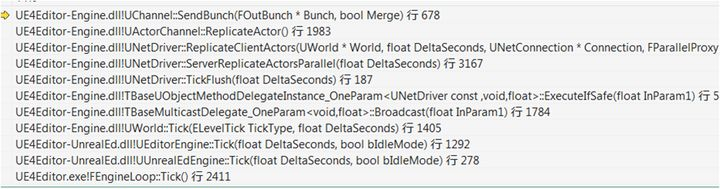 UE4Editor-Engine.dll!UChannel::SendBunch(FOutBunch * Bunch, bool Merge) 行 678
UE4Editor-Engine.dll!UActorChannel::ReplicateActor() 行 1983
UE4Editor-Engine.dll!UNetDriver::ReplicateClientActors(UWorld * World, float DeltaSeconds, UNetConnection * Connection, FParallelProxy
UE4Editor-Engine.dll!UNetDriver::ServerReplicateActorsParallel(float DeltaSeconds) 行 3167
UE4Editor-Engine.dll!UNetDriver::TickFlush(float DeltaSeconds) 行 187
UE4Editor-Engine.dll!TBaseUObjectMethodDelegateInstance_OneParam<UNetDriver const ,void,float>::ExecuteIfSafe(float InParam1) 行 5
UE4Editor-Engine.dll!TBaseMulticastDelegate_OneParam<void,float>::Broadcast(float InParam1) 行 1784
UE4Editor-Engine.dll!UWorld::Tick(ELevelTick TickType, float DeltaSeconds) 行 1405
UE4Editor-UnrealEd.dll!UEditorEngine::Tick(float DeltaSeconds, bool bIdleMode) 行 1292
UE4Editor-UnrealEd.dll!UUnrealEdEngine::Tick(float DeltaSeconds, bool bIdleMode) 行 278
UE4Editor.exe!FEngineLoop::Tick() 行 2411